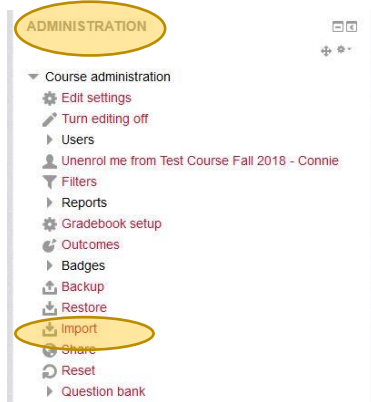 ADMINISTRATION
Course administration
Edit settings
Turn editing off
Users
Unenrol me from Test Course Fall 2018 - Connie
Filters
Reports
Gradebook setup
Outcomes
Badges
Backup
Restore
Import
Share
Reset
Question bank